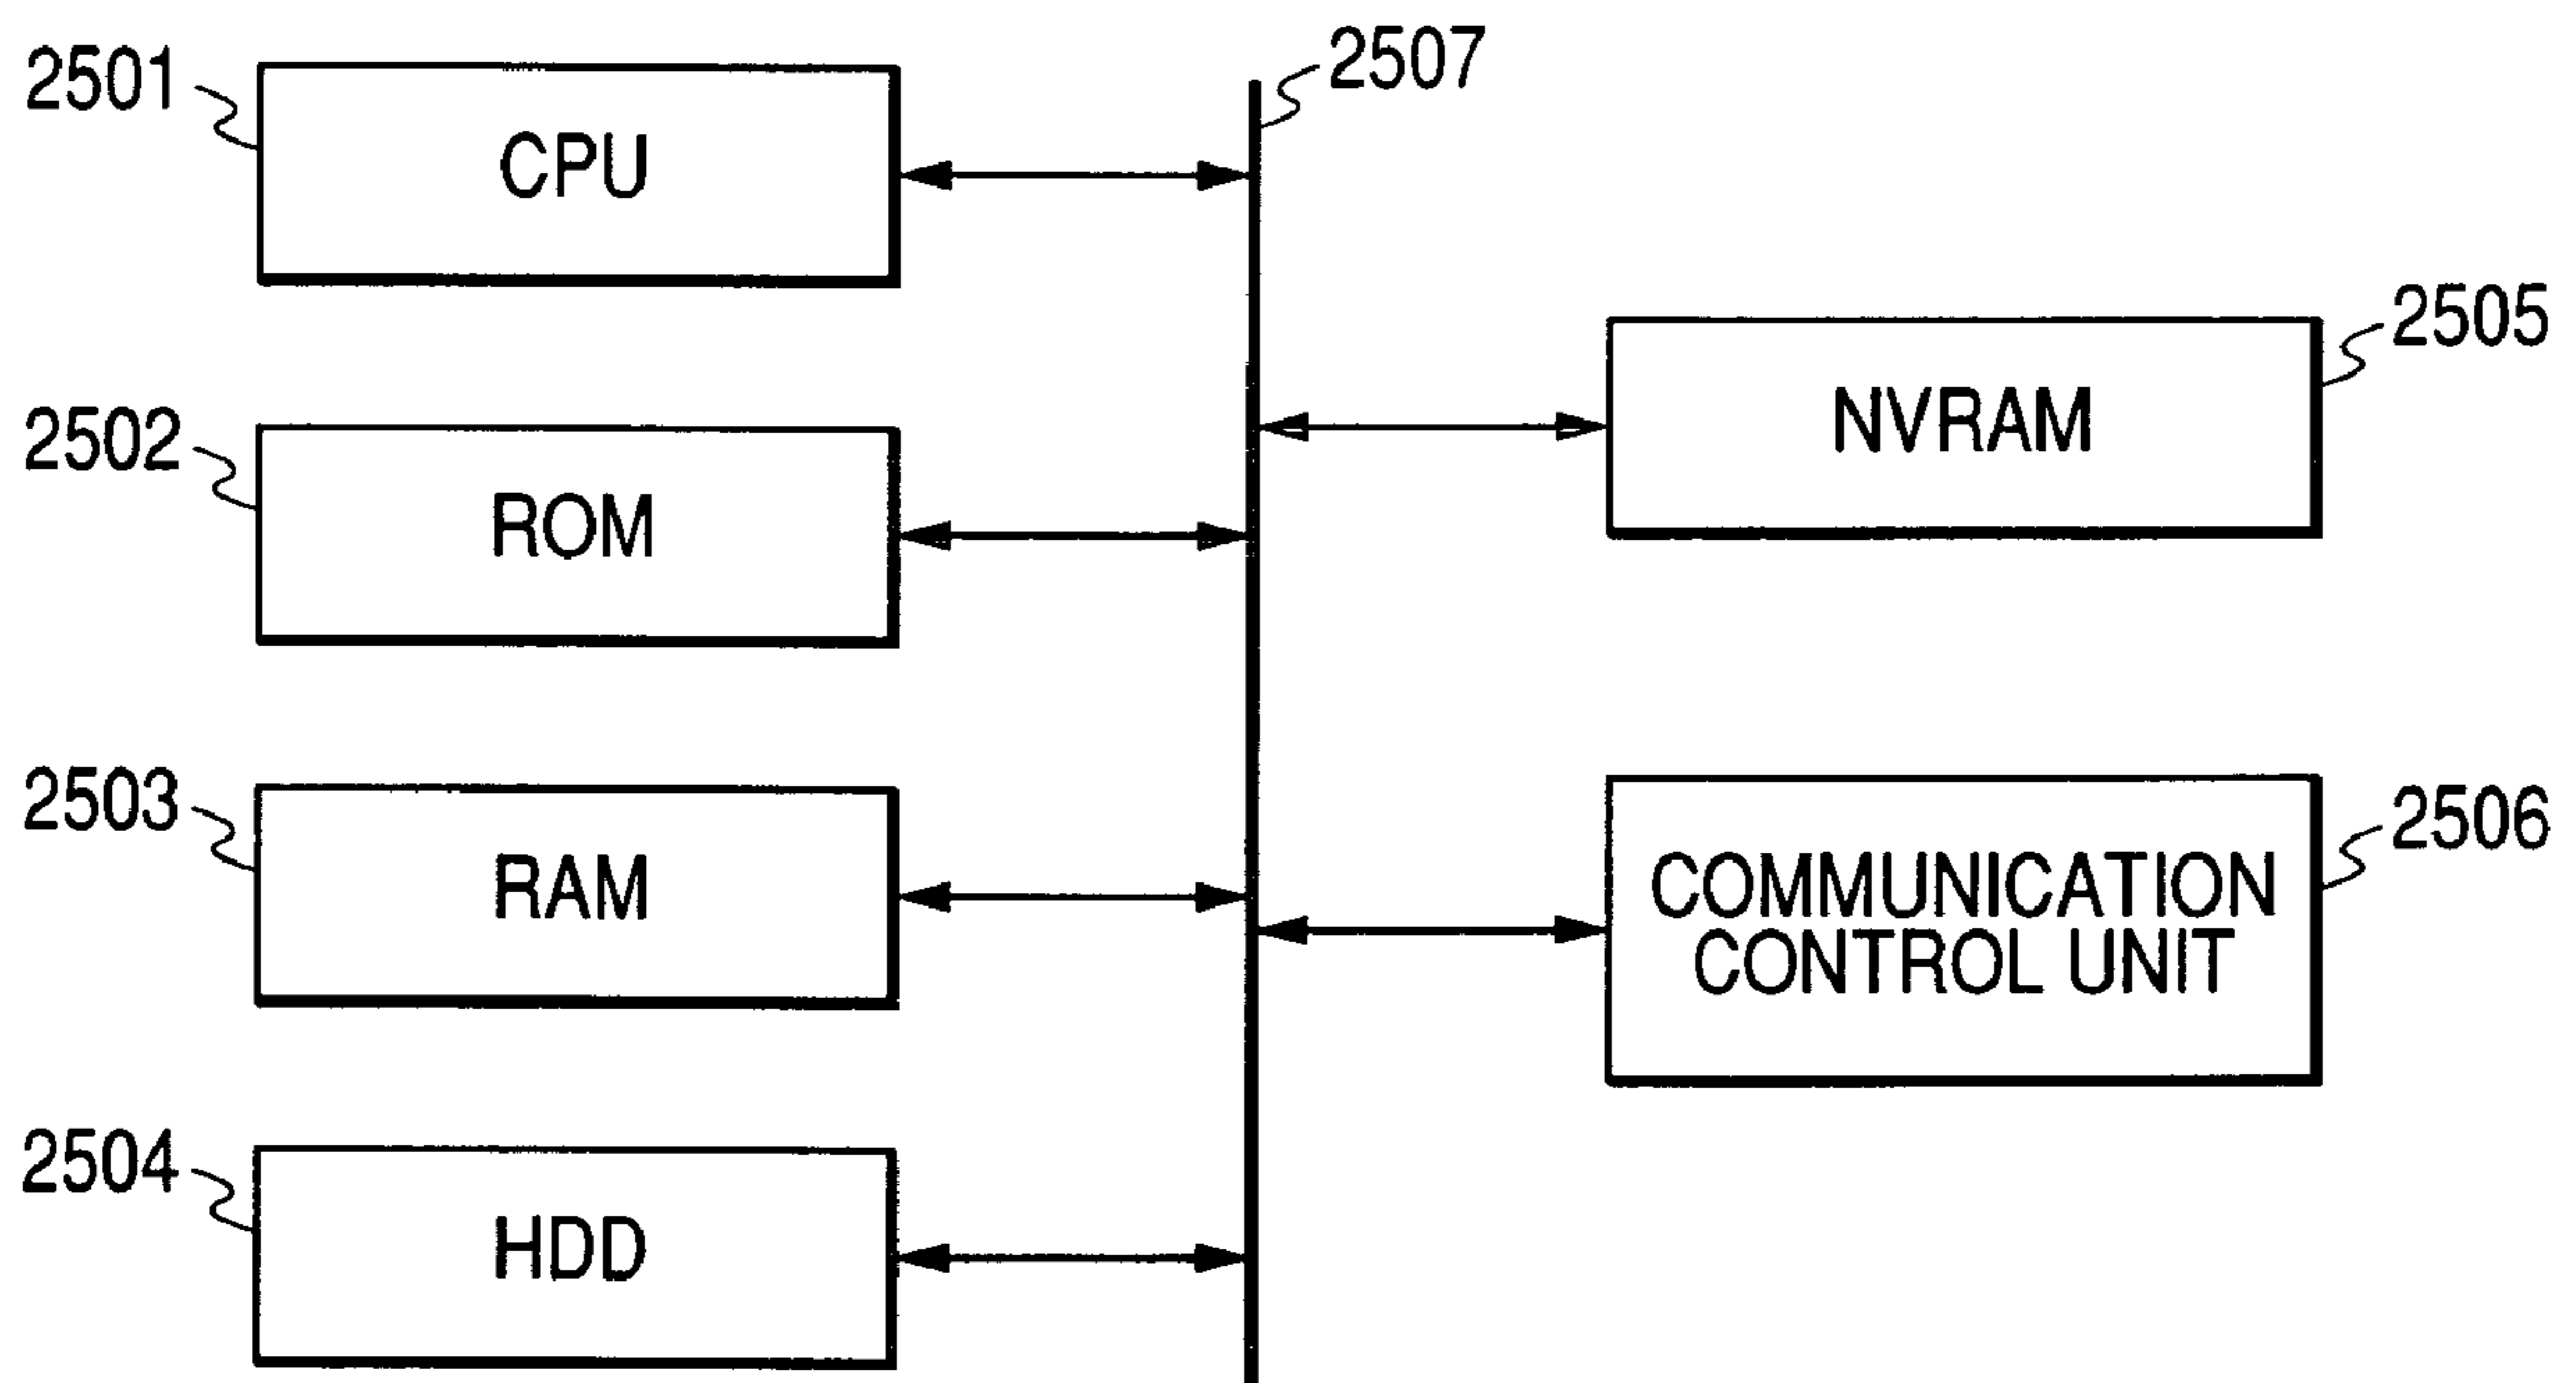 2501
CPU
2507
2502
ROM
2505
NVRAM
2503
RAM
2506
COMMUNICATION
CONTROL UNIT
2504
HDD